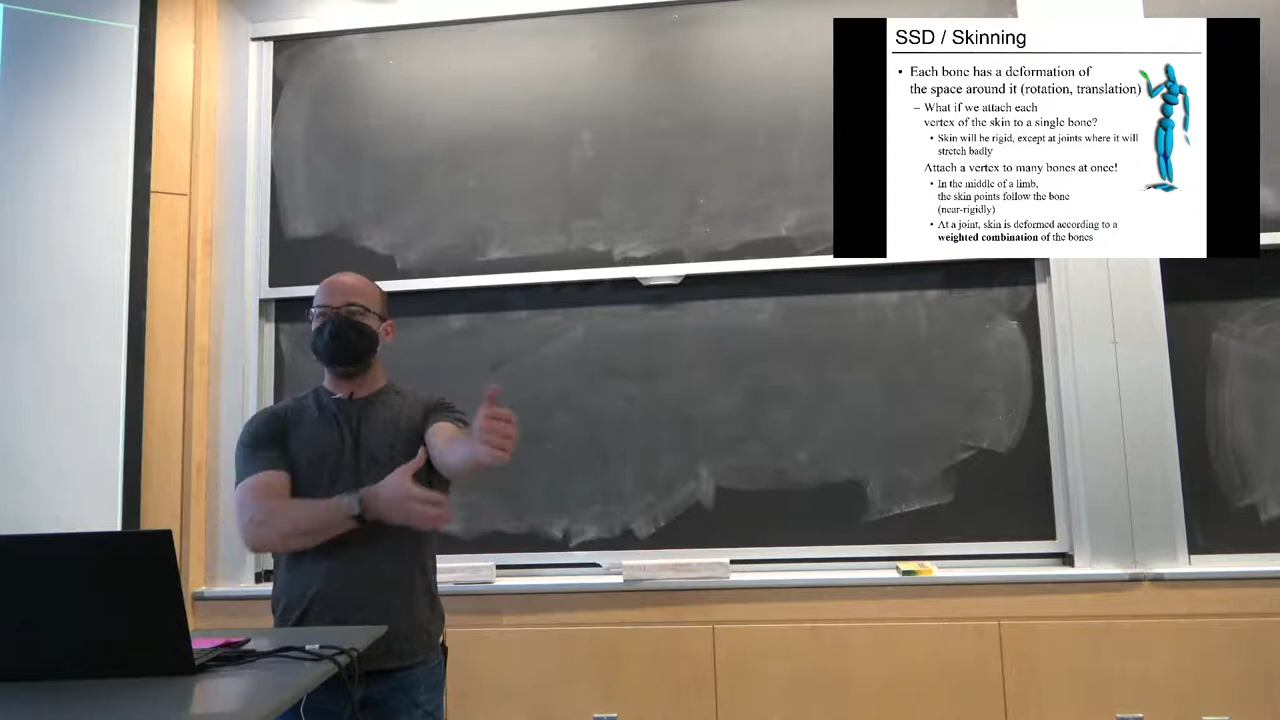 SSD / Skinning
• Each bone has a deformation of
the space around it (rotation, translation)
– What if we attach each
vertex of the skin to a single bone?
• Skin will be rigid, except at joints where it will
stretch badly
Attach a vertex to many bones at once!
• In the middle of a limb,
the skin points follow the bone
(near-rigidly)
• At a joint, skin is deformed according to a
weighted combination of the bones